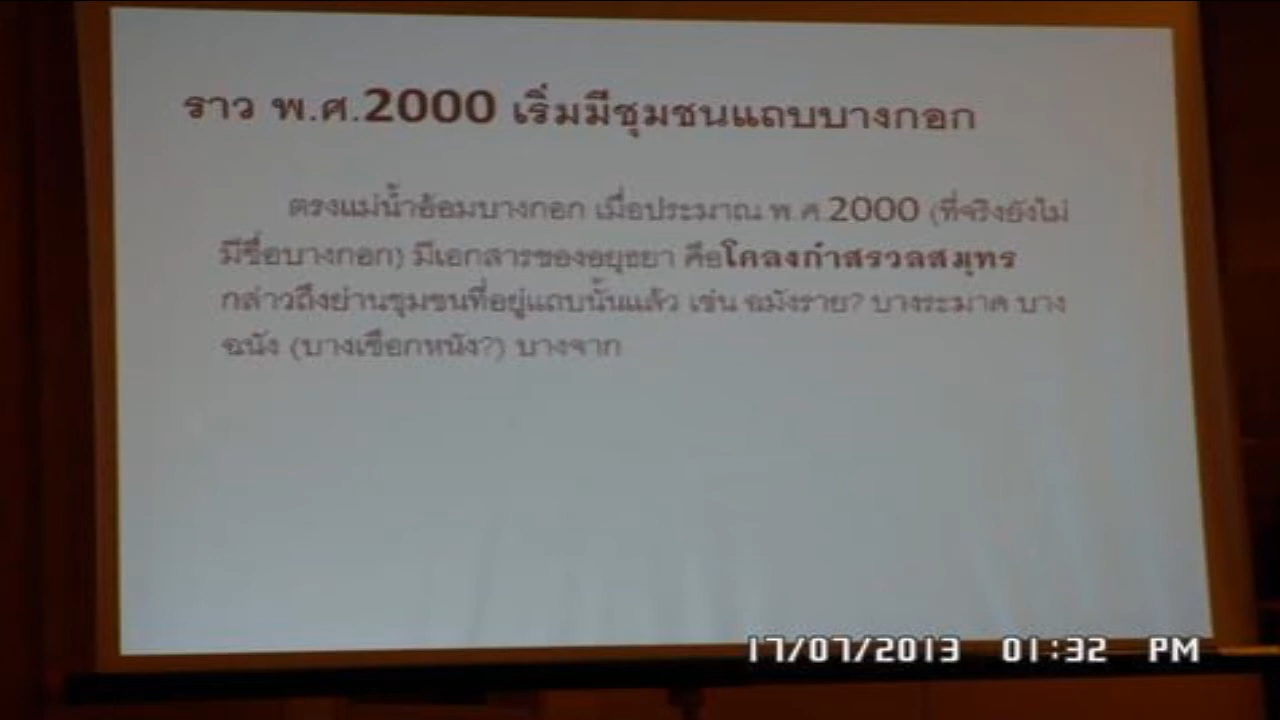 ราว พ.ศ.2000 เริ่มมีชุมชนแถบบางกอก
ตรงแม่น้ำอ้อมบางกอก เมื่อประมาณ พ.ศ 2000 (ที่จริงยังไม่
มีชื่อบางกอก) มีเอกสารของอยุธยา คือโคลงกำสรวลสมุทร
กล่าวถึงย่านชุมชนที่อยู่แถบนั้นแล้ว เช่น ฉมังราย? บางระมาด บาง
ฉนัง (บางเชือกหนัง?) บางจาก
17/07/2013 01:32 PM